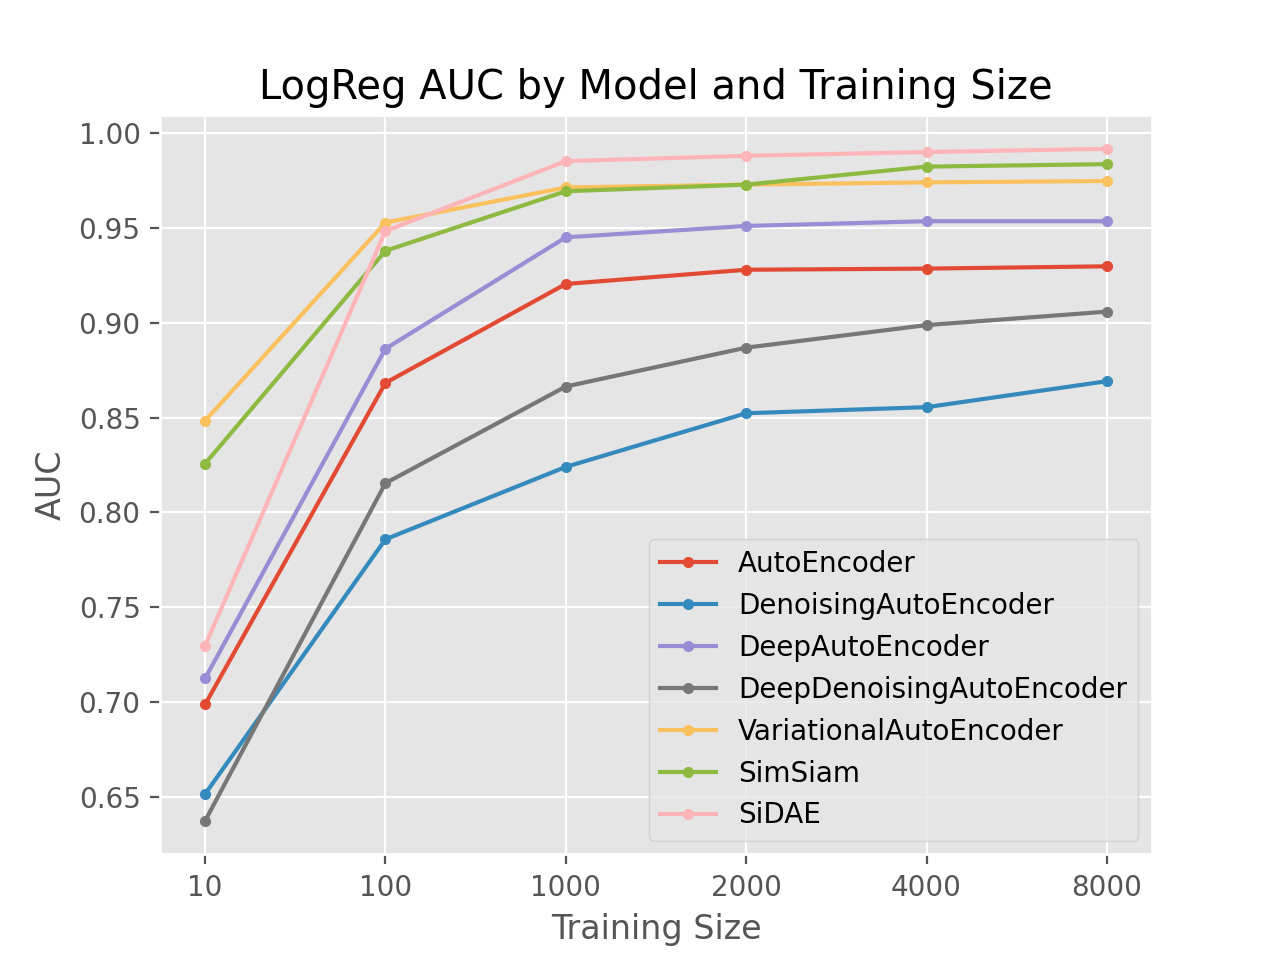 LogReg AUC by Model and Training Size
1.00
0.95
0.90
0.85
0.80
0.75
0.70
0.65
AUC
AutoEncoder
DenoisingAutoEncoder
DeepAutoEncoder
DeepDenoisingAutoEncoder
VariationalAutoEncoder
SimSiam
SiDAE
10 100 1000 2000 4000 8000
Training Size